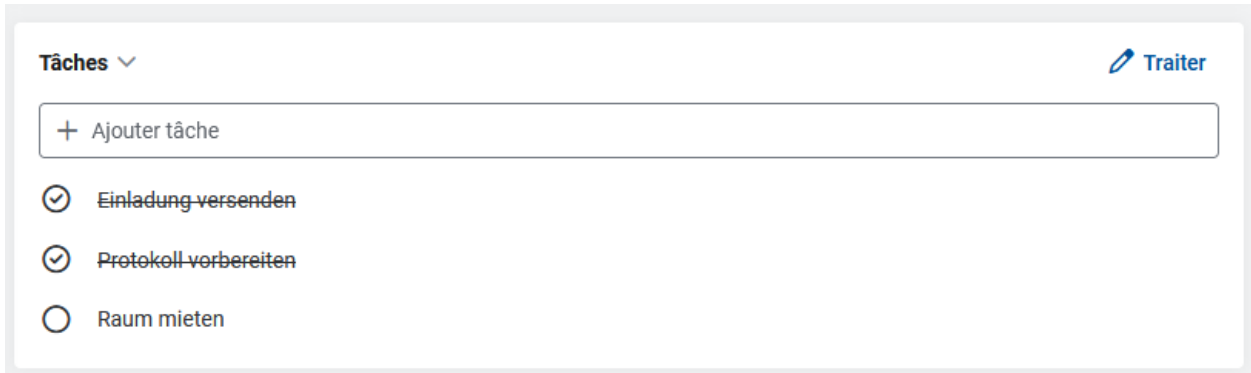 Tâches
Traiter
Ajouter tâche
Einladung versenden
Protokoll vorbereiten
Raum mieten